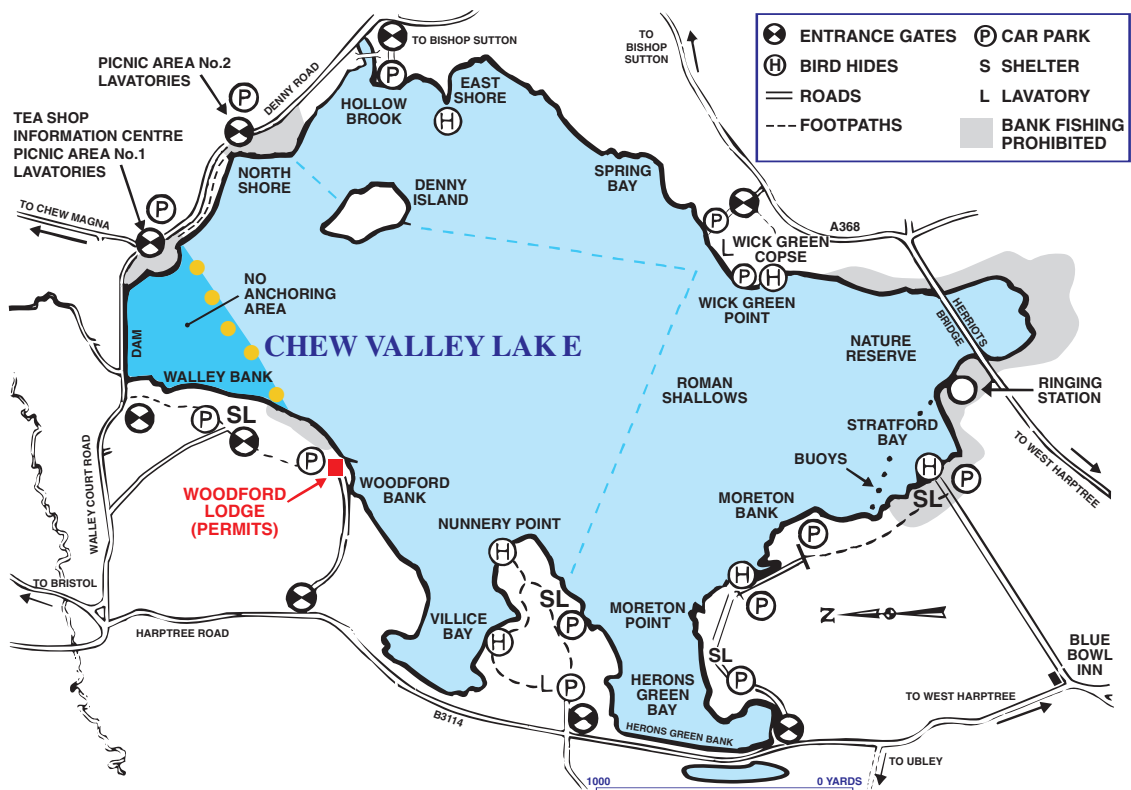 TO BISHOP SUTTON
TO
BISHOP
SUTTON
PICNIC AREA No.2
LAVATORIES
P
DENNY ROAD
TEA SHOP
INFORMATION CENTRE
PICNIC AREA No.1
LAVATORIES
P
TO CHEW MAGNA
P
HOLLOW
BROOK
EAST
SHORE
H
NORTH
SHORE
DENNY
ISLAND
SPRING
BAY
ENTRANCE GATES
P CAR PARK
H BIRD HIDES
S SHELTER
ROADS
L LAVATORY
FOOTPATHS
BANK FISHING
PROHIBITED
P
L
WICK GREEN
COPSE
P H
WICK GREEN
POINT
A368
HERRIOTS
BRIDGE
NATURE
RESERVE
NO
ANCHORING
AREA
DAM
CHEW VALLEY LAKE
WALLEY BANK
ROMAN
SHALLOWS
RINGING
STATION
STRATFORD
BAY
BUOYS
TO WEST HARPTREE
P
SL
P
WALLEY COURT ROAD
WOODFORD
LODGE
(PERMITS)
WOODFORD
BANK
NUNNERY POINT
H
MORETON
BANK
H
SL
P
P
H
P
TO BRISTOL
HARPTREE ROAD
VILLICE
BAY
H
SL
P
L P
MORETON
POINT
SL
P
HERONS
GREEN
BAY
HERONS GREEN BANK
N
BLUE
BOWL
INN
B3114
TO WEST HARPTREE
TO UBLEY
1000
0 YARDS